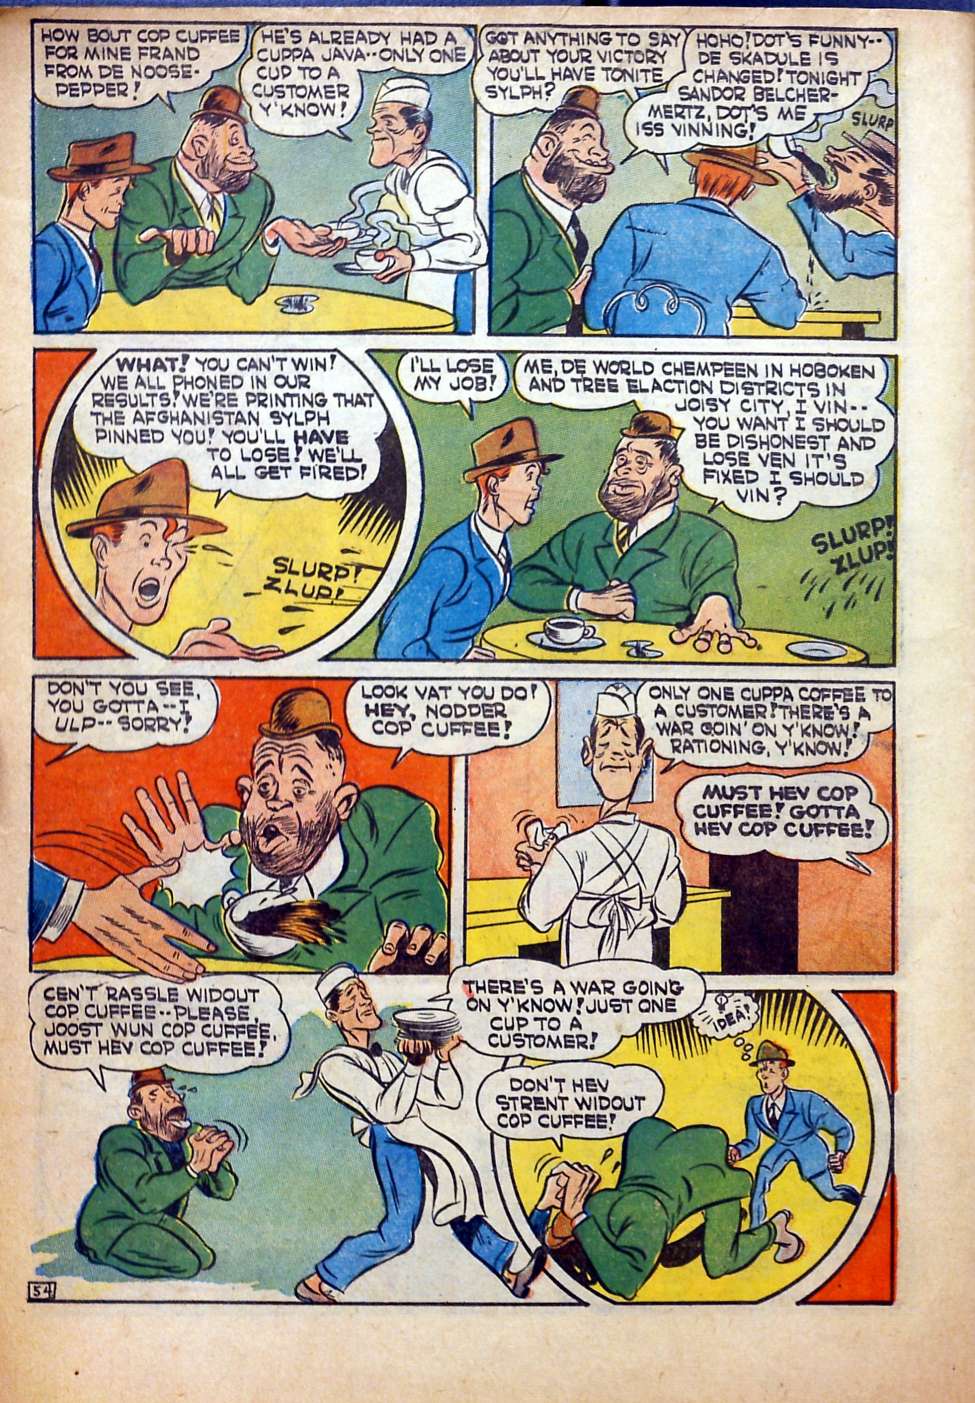 HOW BOUT COP CUFFEE
FOR MINE FRAND
FROM DE NOOSE-
PEPPER!
HE'S ALREADY HAD A
CUPPA JAVA--ONLY ONE
CUP TO A
CUSTOMER
Y'KNOW!
GOT ANYTHING TO SAY
ABOUT YOUR VICTORY
YOU'LL HAVE TONITE
SYLPH?
HOHO! DOT'S FUNNY--
DE SKADULE IS
CHANGED! TONIGHT
SANDOR BELCHER-
MERTZ, DOT'S ME
ISS VINNING!
SLURP
WHAT! YOU CAN'T WIN!
WE ALL PHONED IN OUR
RESULTS! WE'RE PRINTING THAT
THE AFGHANISTAN SYLPH
PINNED YOU! YOU'LL HAVE
TO LOSE! WE'LL
ALL GET FIRED!
SLURP!
ZLUP!
I'LL LOSE
MY JOB!
ME, DE WORLD CHEMPEEN IN HOBOKEN
AND TREE ELACTION DISTRICTS IN
JOISY CITY, I VIN--
YOU WANT I SHOULD
BE DISHONEST AND
LOSE VEN IT'S
FIXED I SHOULD
VIN?
SLURP!
ZLUP!
DON'T YOU SEE,
YOU GOTTA--I
ULP--SORRY!
LOOK VAT YOU DO!
HEY, NODDER
COP CUFFEE!
ONLY ONE CUPPA COFFEE TO
A CUSTOMER! THERE'S A
WAR GOIN' ON Y'KNOW!
RATIONING, Y'KNOW!
MUST HEV COP
CUFFEE! GOTTA
HEV COP CUFFEE!
CEN'T RASSLE WIDOUT
COP CUFFEE--PLEASE,
JOOST WUN COP CUFFEE,
MUST HEV COP CUFFEE!
THERE'S A WAR GOING
ON Y'KNOW! JUST ONE
CUP TO A
CUSTOMER!
DON'T HEV
STRENT WIDOUT
COP CUFFEE!
!
IDEA!
54